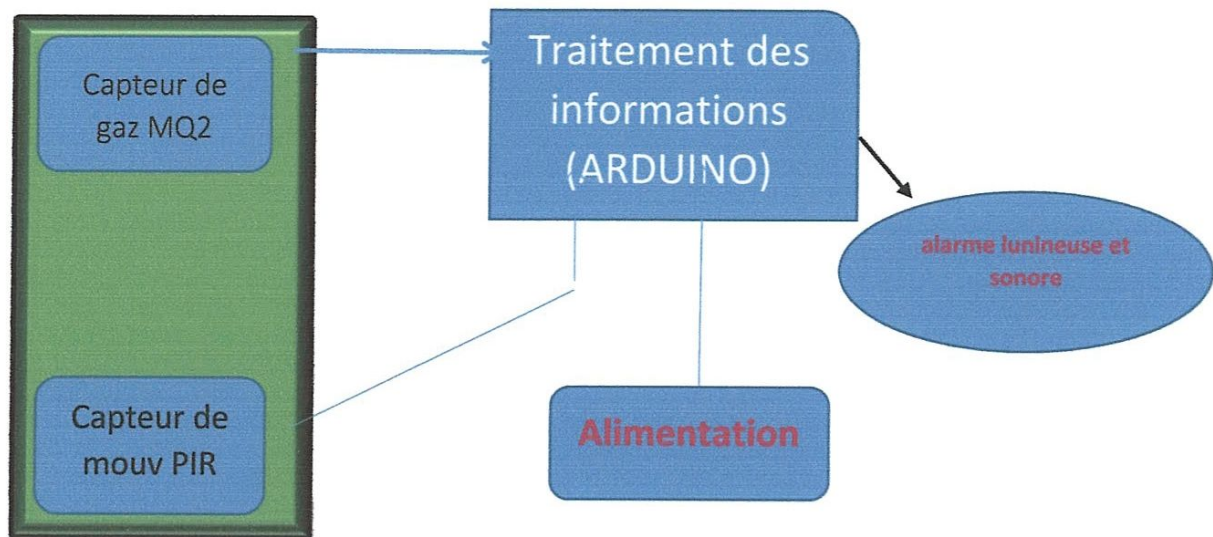 Capteur de
gaz MQ2
Traitement des
informations
(ARDUINO)
alarme lunineuse et
sonore
Capteur de
mouv PIR
Alimentation